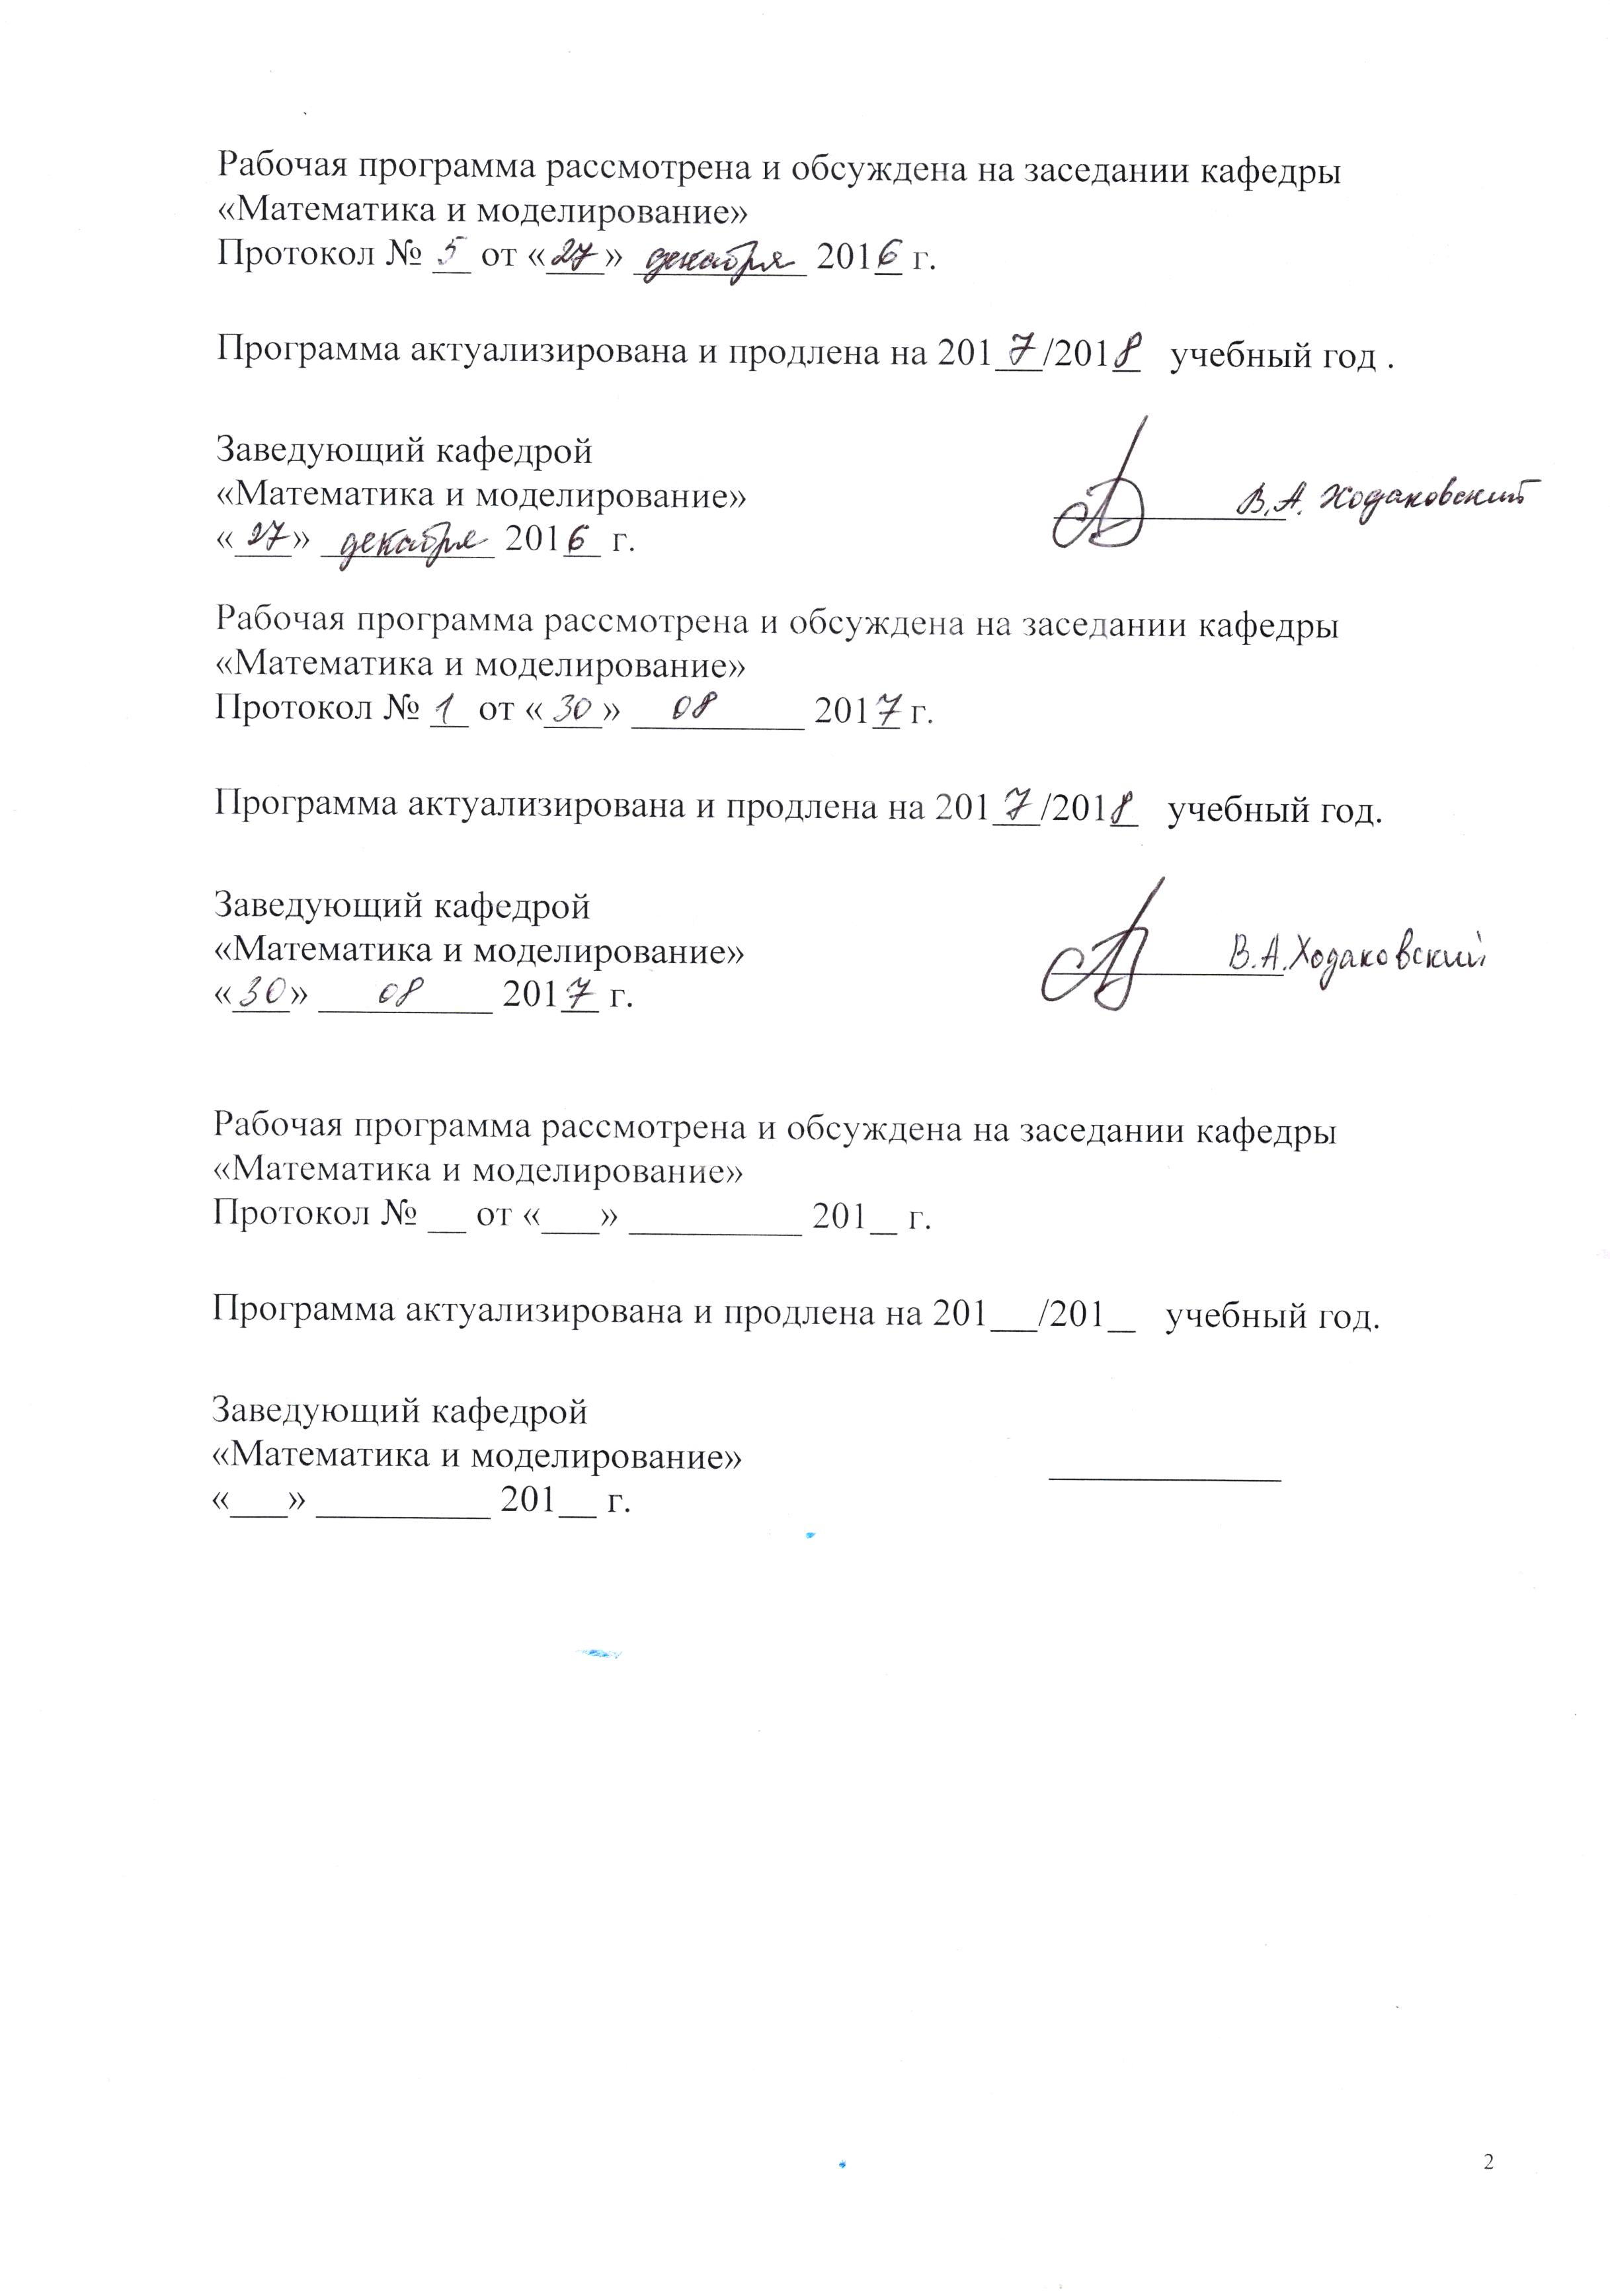 Рабочая программа рассмотрена и обсуждена на заседании кафедры
«Математика и моделирование»
Протокол № 5 от «27» декабря 2016 г.
Программа актуализирована и продлена на 2017/2018 учебный год .
Заведующий кафедрой
«Математика и моделирование» В.А. Ходаковский
«27» декабря 2016 г.
Рабочая программа рассмотрена и обсуждена на заседании кафедры
«Математика и моделирование»
Протокол № 1 от «30» 08 2017 г.
Программа актуализирована и продлена на 2017/2018 учебный год.
Заведующий кафедрой
«Математика и моделирование» В.А.Ходаковский
«30» 08 2017 г.
Рабочая программа рассмотрена и обсуждена на заседании кафедры
«Математика и моделирование»
Протокол № __ от «___» _________ 201_ г.
Программа актуализирована и продлена на 201__/201_ учебный год.
Заведующий кафедрой
«Математика и моделирование» ____________
«___» _________ 201__ г.
2